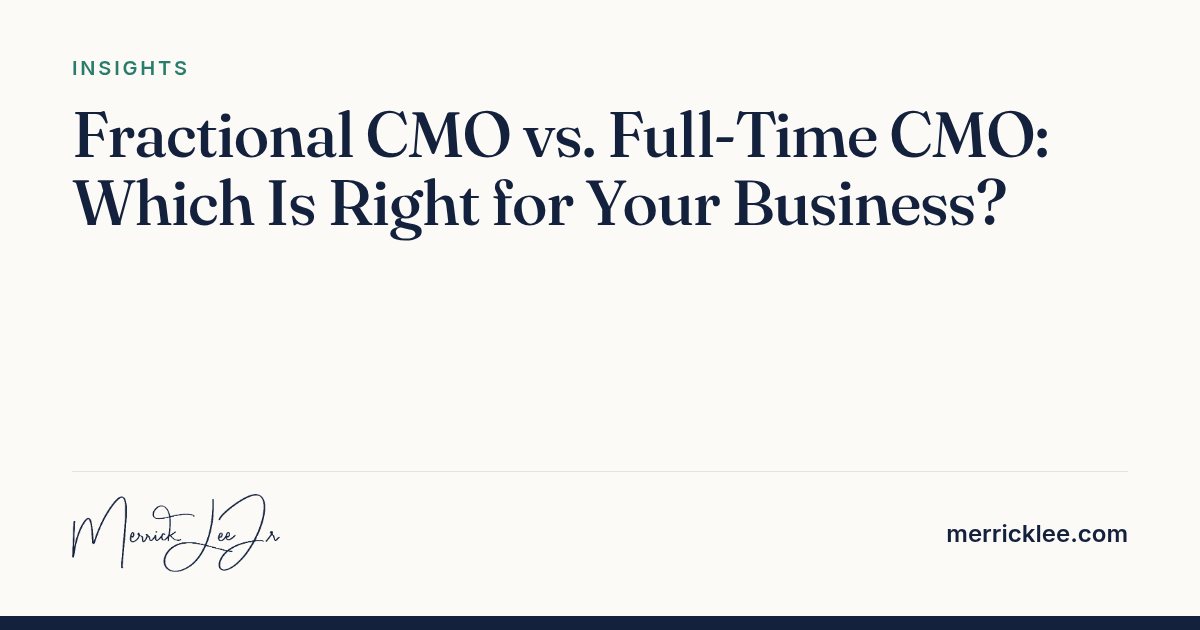 INSIGHTS
Fractional CMO vs. Full-Time CMO:
Which Is Right for Your Business?
Merrick Lee Jr
merricklee.com